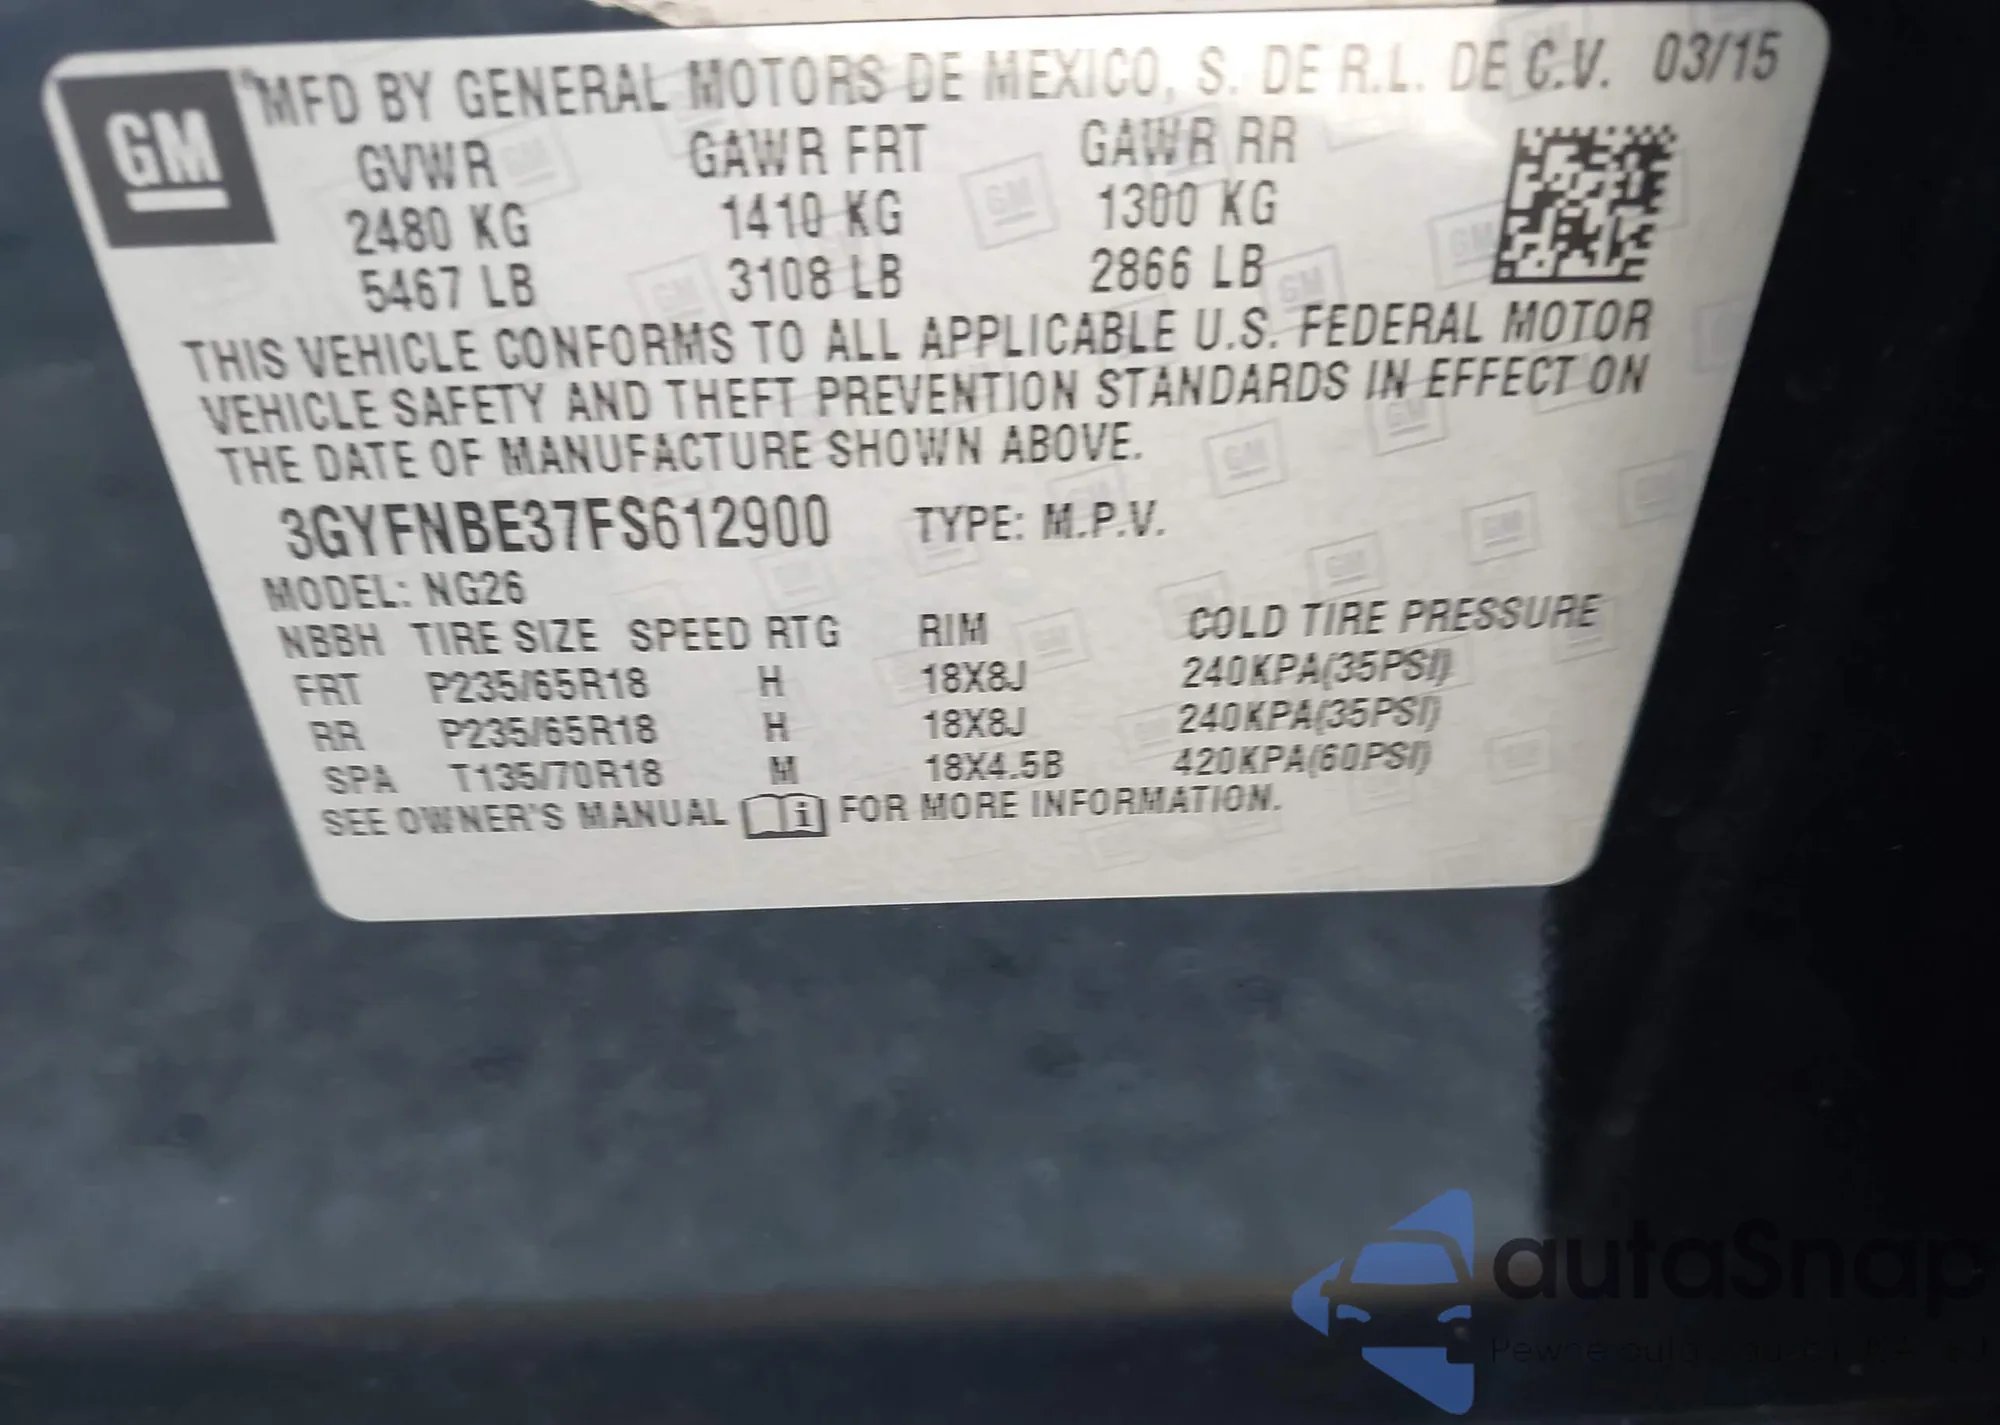 MFD BY GENERAL MOTORS DE MEXICO, S. DE R.L. DE C.V. 03/15
GM
GVWR GAWR FRT GAWR RR
2480 KG 1410 KG 1300 KG
5467 LB 3108 LB 2866 LB
THIS VEHICLE CONFORMS TO ALL APPLICABLE U.S. FEDERAL MOTOR
VEHICLE SAFETY AND THEFT PREVENTION STANDARDS IN EFFECT ON
THE DATE OF MANUFACTURE SHOWN ABOVE.
3GYFNBE37FS612900 TYPE: M.P.V.
MODEL: NG26
NBBH TIRE SIZE SPEED RTG RIM COLD TIRE PRESSURE
FRT P235/65R18 H 18X8J 240KPA(35PSI)
RR P235/65R18 H 18X8J 240KPA(35PSI)
SPA T135/70R18 M 18X4.5B 420KPA(60PSI)
SEE OWNER'S MANUAL i FOR MORE INFORMATION.
autaSnap